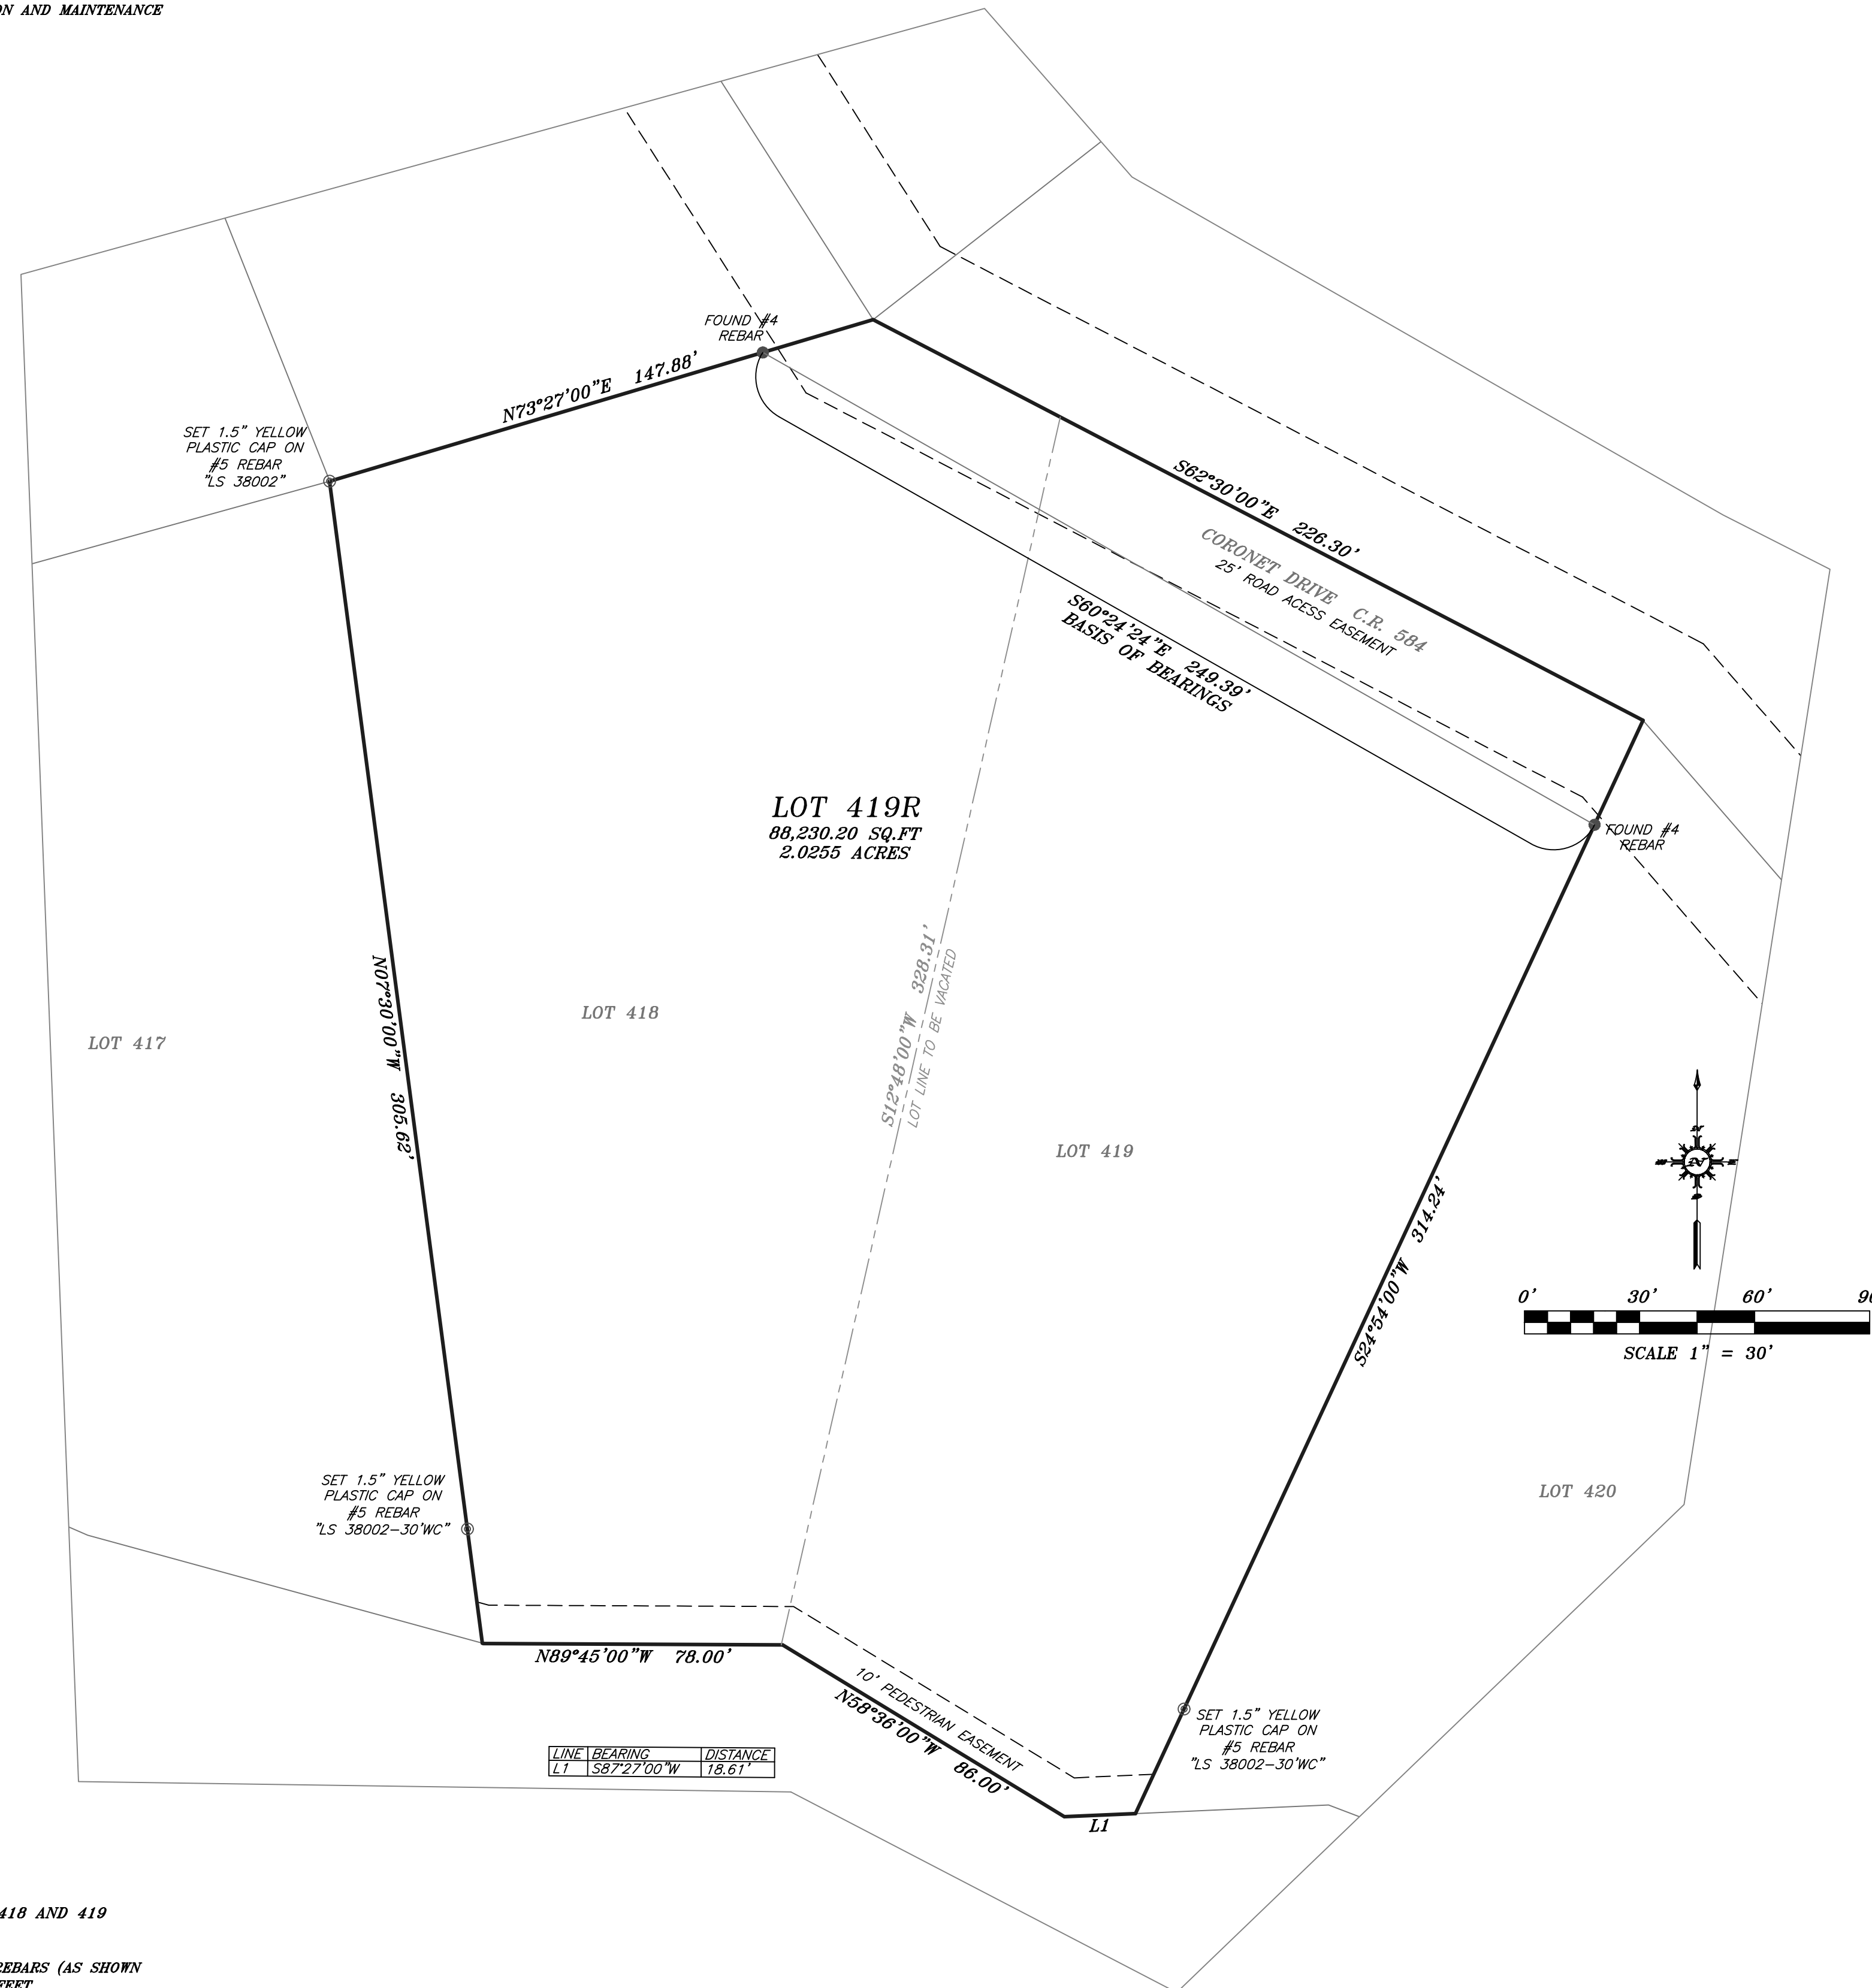 ON AND MAINTENANCE
FOUND #4
REBAR
N73°27'00"E 147.88'
SET 1.5" YELLOW
PLASTIC CAP ON
#5 REBAR
"LS 38002"
S62°30'00"E 226.30'
CORONET DRIVE C.R. 584
25' ROAD ACESS EASEMENT
S60°24'24"E 249.39'
BASIS OF BEARINGS
LOT 419R
88,230.20 SQ.FT
2.0255 ACRES
FOUND #4
REBAR
S12°48'00"W 328.31'
LOT LINE TO BE VACATED
N07°30'00"W 305.62'
LOT 418
LOT 417
LOT 419
S24°54'00"W 314.24'
N
0' 30' 60' 90
SCALE 1" = 30'
LOT 420
SET 1.5" YELLOW
PLASTIC CAP ON
#5 REBAR
"LS 38002-30'WC"
N89°45'00"W 78.00'
10' PEDESTRIAN EASEMENT
N58°36'00"W 86.00'
SET 1.5" YELLOW
PLASTIC CAP ON
#5 REBAR
"LS 38002-30'WC"
LINE BEARING DISTANCE
L1 S87°27'00"W 18.61'
L1
418 AND 419
REBARS (AS SHOWN
FEET